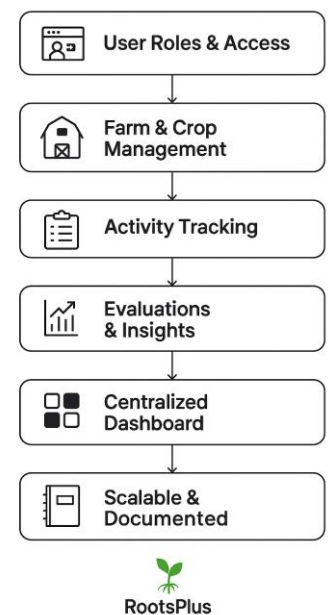 User Roles & Access
Farm & Crop
Management
Activity Tracking
Evaluations
& Insights
Centralized
Dashboard
Scalable &
Documented
RootsPlus